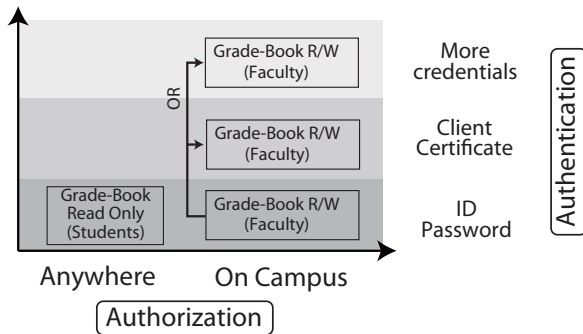 Grade-Book R/W
(Faculty)
More
credentials
OR
Grade-Book R/W
(Faculty)
Client
Certificate
Authentication
Grade-Book
Read Only
(Students)
Grade-Book R/W
(Faculty)
ID
Password
Anywhere
On Campus
Authorization